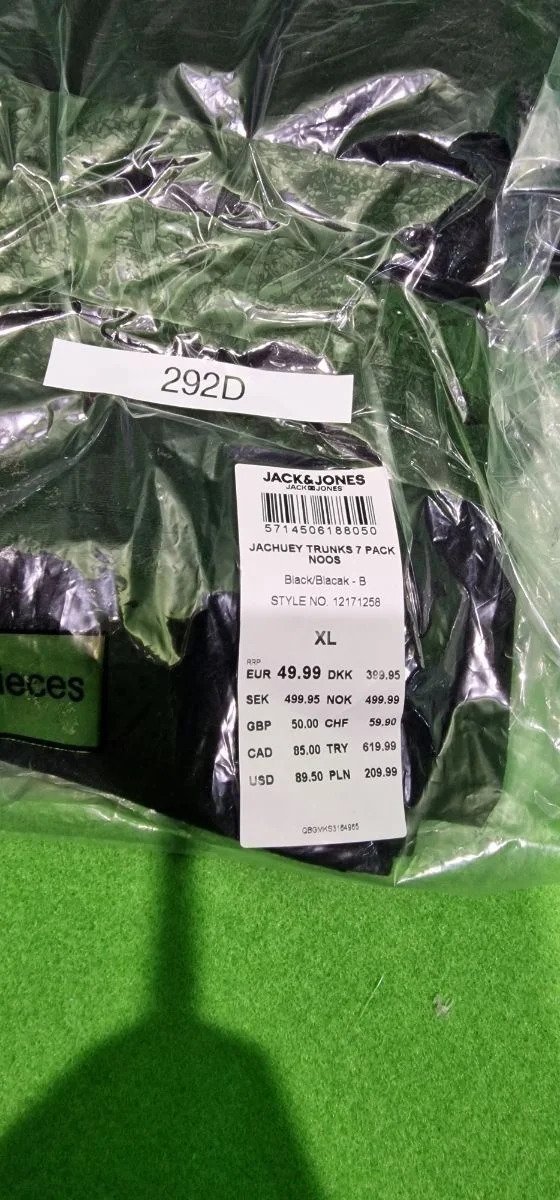 292D
JACK&JONES
JACK&JONES
5714506188050
JACHUEY TRUNKS 7 PACK
NOOS
Black/Blacak - B
STYLE NO. 12171258
XL
RRP
EUR 49.99 DKK 399.95
SEK 499.95 NOK 499.99
GBP 50.00 CHF 59.90
CAD 85.00 TRY 619.99
USD 89.50 PLN 209.99
ieces